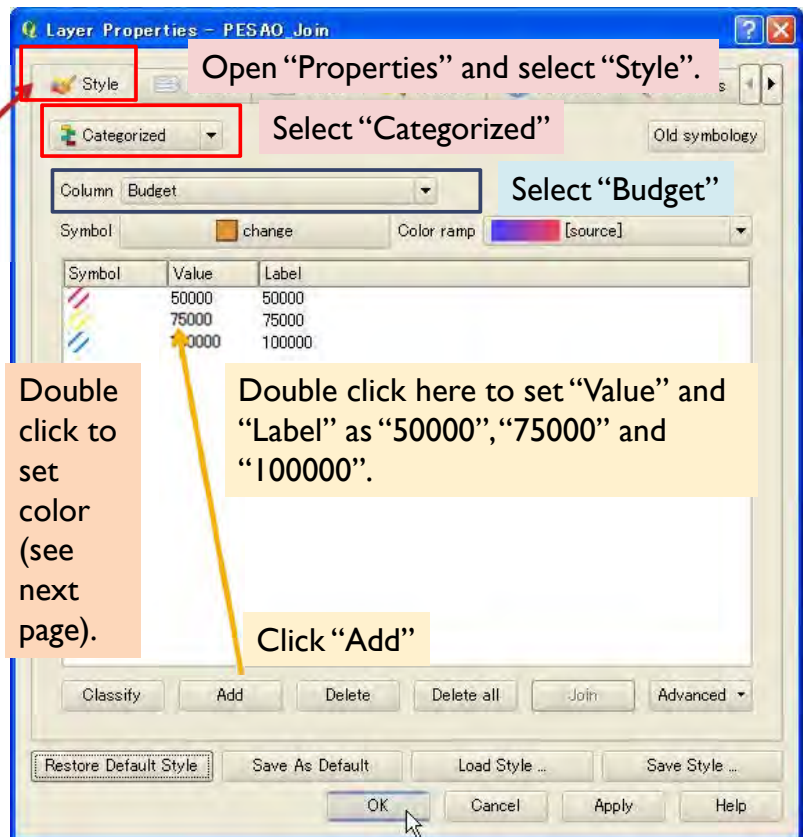 Layer Properties - PESAO_Join
Open “Properties” and select “Style”.
Style
s
Categorized
Select “Categorized”
Old symbology
Column
Budget
Select “Budget”
Symbol
change
Color ramp
[source]
Symbol Value Label
50000 50000
75000 75000
0000 100000
Double
click to
set
color
(see
next
page).
Double click here to set “Value” and
“Label” as “50000”, “75000” and
“100000”.
Click “Add”
Classify Add Delete Delete all Join Advanced
Restore Default Style Save As Default Load Style ... Save Style ...
OK Cancel Apply Help